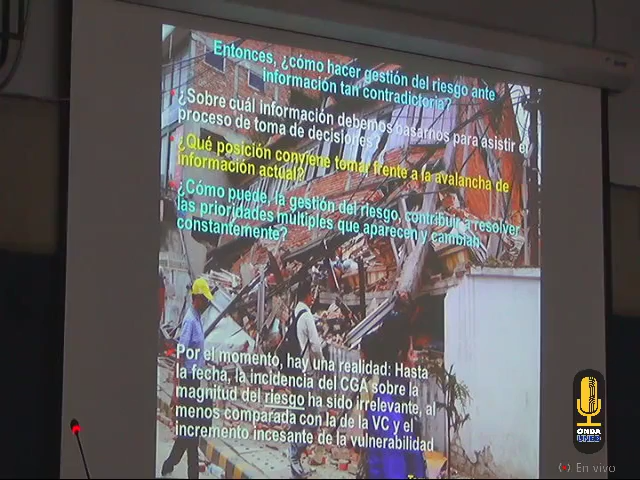 Entonces, ¿cómo hacer gestión del riesgo ante
información tan contradictoria?
¿Sobre cuál información debemos basarnos para asistir el
proceso de toma de decisiones?
¿Qué posición conviene tomar frente a la avalancha de
información actual?
¿Cómo puede, la gestión del riesgo, contribuir a resolver
las prioridades múltiples que aparecen y cambian
constantemente?
Por el momento, hay una realidad: Hasta
la fecha, la incidencia del CGA sobre la
magnitud del riesgo ha sido irrelevante, al
menos comparada con la de la VC y el
incremento incesante de la vulnerabilidad
ONDA
UNED
En vivo